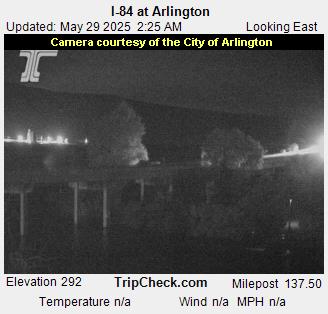 I-84 at Arlington
Updated: May 29 2025 2:25 AM Looking East
Camera courtesy of the City of Arlington
Elevation 292 TripCheck.com Milepost 137.50
Temperature n/a Wind n/a MPH n/a